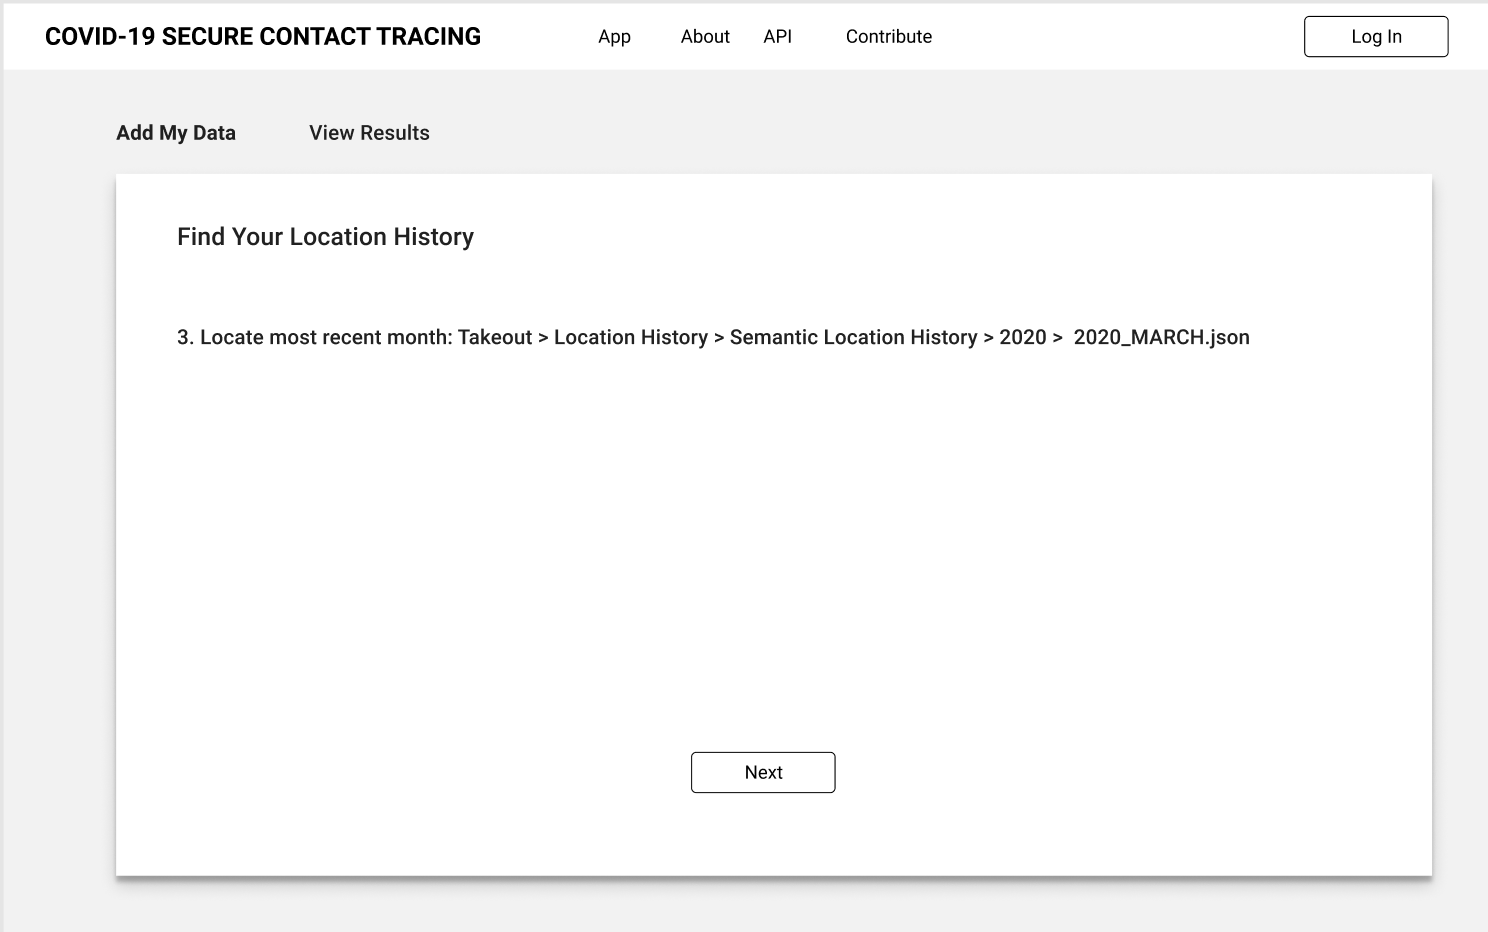 COVID-19 SECURE CONTACT TRACING App About API Contribute Log In
Add My Data View Results
Find Your Location History
3. Locate most recent month: Takeout > Location History > Semantic Location History > 2020 > 2020_MARCH.json
Next